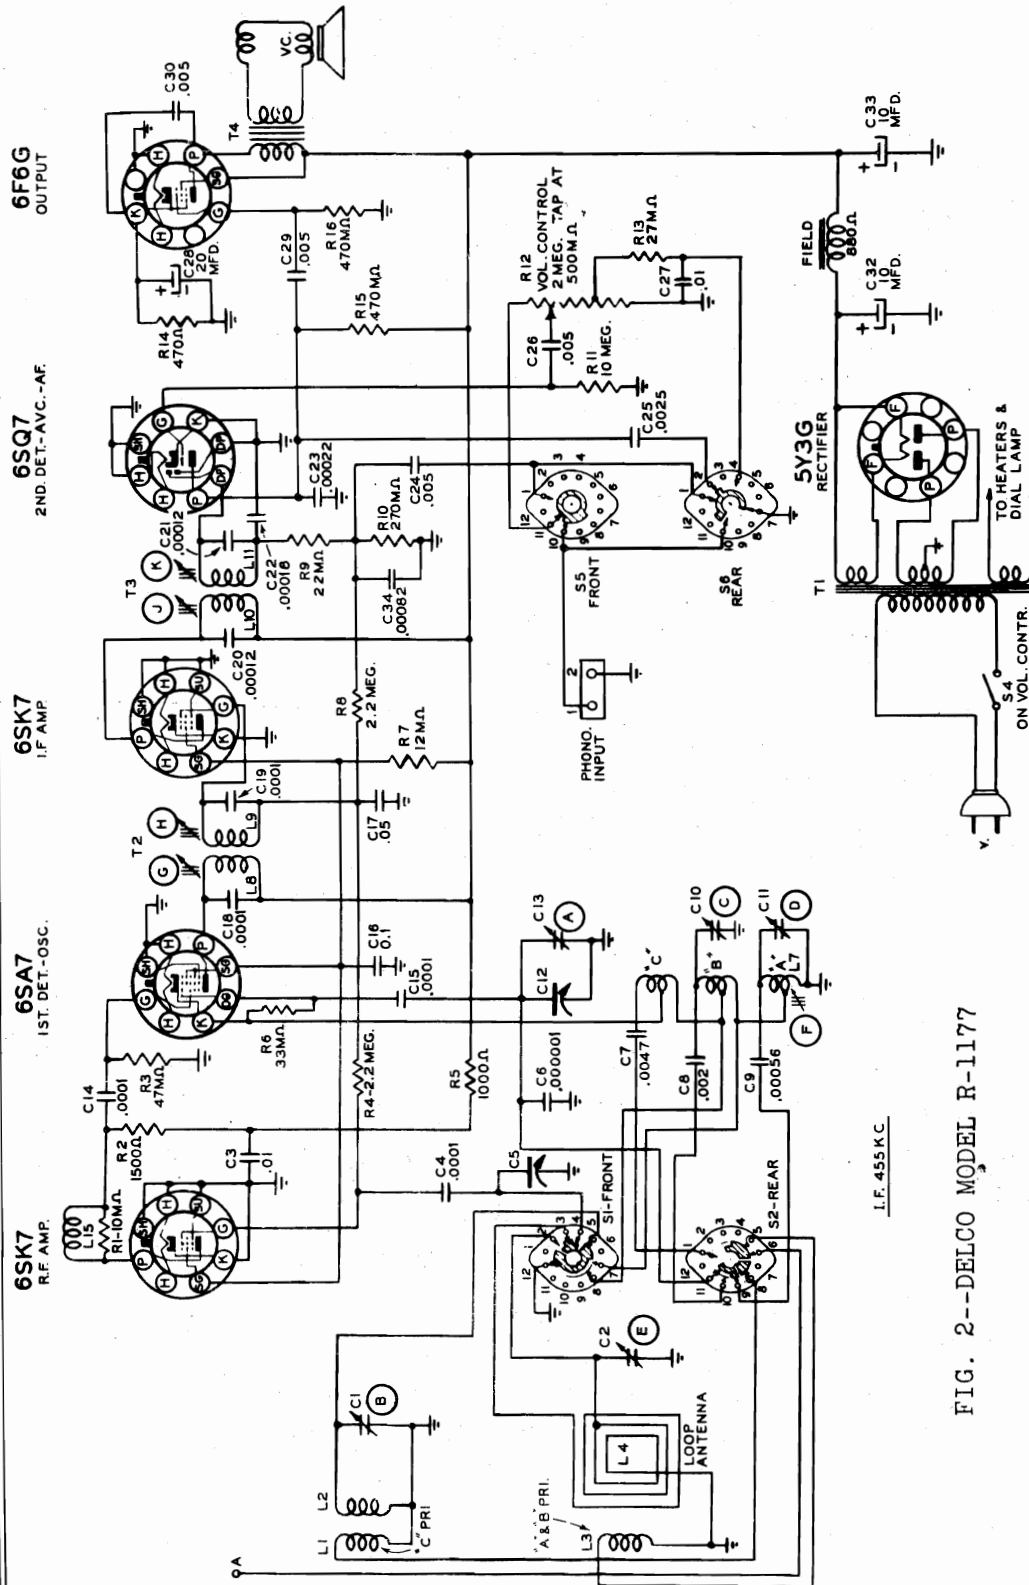 6SK7
R.F. AMP.
6SA7
1ST. DET.-OSC.
6SK7
I.F AMP.
6SQ7
2ND. DET.-AVC.-AF.
6F6G
OUTPUT
L15
R1-10MΩ
R2
1500Ω
C14
.0001
R3
47MΩ
C3
.01
R6
33MΩ
C18
.0001
C16
0.1
C15
.0001
R4-2.2 MEG.
R5
1000Ω
T2
G
H
L8
L9
C19
.0001
C17
.05
R7
12MΩ
R8
2.2 MEG.
C20
.00012
T3
J
K
L10
L11
C21
.00012
C22
.00018
R9
22MΩ
C23
.00022
R10
270MΩ
C34
.00082
C24
.005
R14
470Ω
C28
20
MFD.
C30
.005
T4
VC.
C29
.005
R16
470MΩ
R15
470MΩ
R12
VOL. CONTROL
2 MEG. TAP AT
500MΩ
R13
27MΩ
C27
.01
C26
.005
R11
10 MEG.
C25
.0025
S5
FRONT
S6
REAR
PHONO.
INPUT
1 2
A
L1
L2
"C" PRI
C1
B
"A" & B" PRI.
L3
L4
LOOP
ANTENNA
C2
E
C4
.0001
C5
S1-FRONT
S2-REAR
C6
.000001
C12
C13
A
C7
.0047
"C"
C8
.0027
"B"
C10
C
C9
.00056
"A"
L7
C11
D
F
5Y3G
RECTIFIER
T1
TO HEATERS &
DIAL LAMP
S4
ON VOL. CONTR.
V.
FIELD
880Ω
C32
10
MFD.
C33
10
MFD.
I.F. 455 KC
FIG. 2--DELCO MODEL R-1177